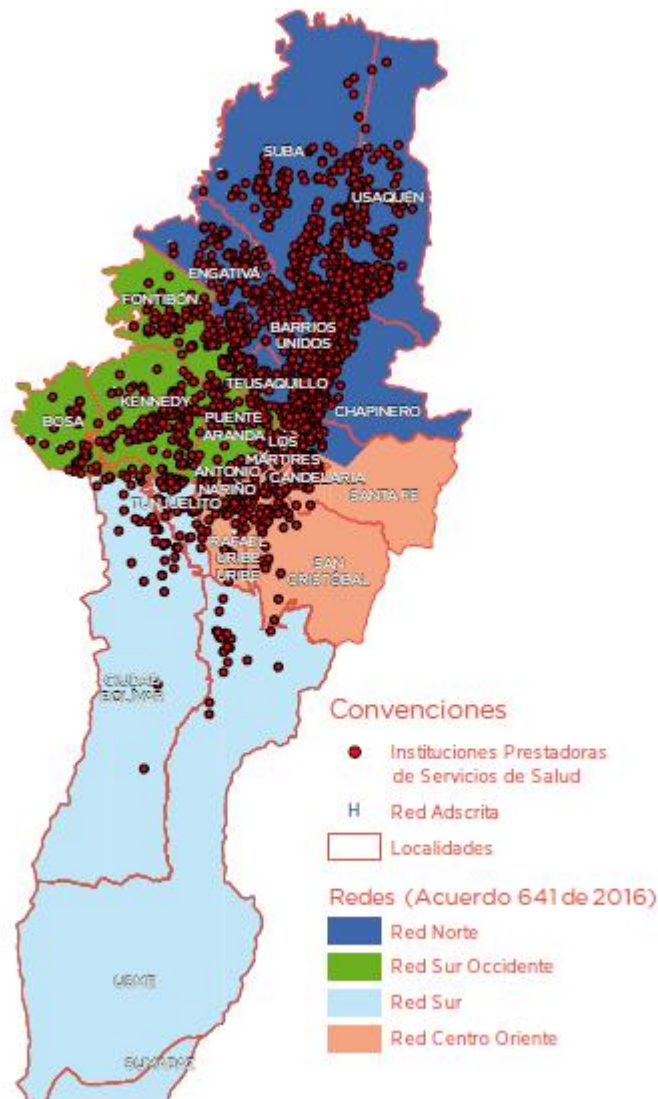 SUBA
USAQUÉN
ENGATIVÁ
FONTIBÓN
BARRIOS
UNIDOS
TEUSAQUILLO
KENNEDY
CHAPINERO
BOSA
PUENTE
ARANDA
LOS
MÁRTIRES
ANTONIO
NARIÑO
CANDELARIA
SANTA FE
TUNJUELITO
RAFAEL
URIBE
URIBE
SAN
CRISTÓBAL
CIUDAD
BOLÍVAR
Convenciones
Instituciones Prestadoras
de Servicios de Salud
H Red Adscrita
Localidades
Redes (Acuerdo 641 de 2016)
Red Norte
Red Sur Occidente
Red Sur
Red Centro Oriente
USME
SUMAPAZ